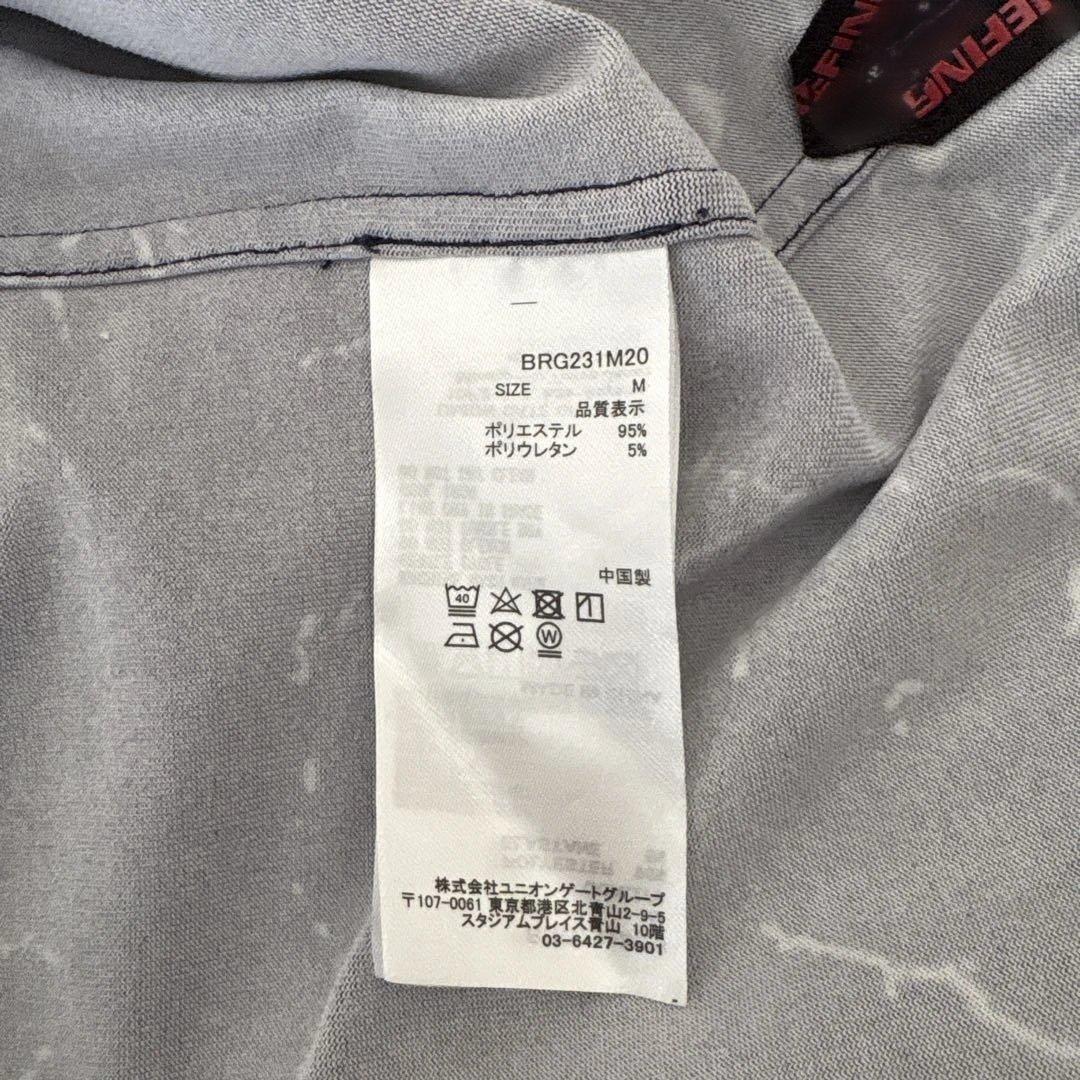 EFING
BRG231M20
SIZE M
品質表示
ポリエステル 95%
ポリウレタン 5%
中国製
40
W
株式会社ユニオンゲートグループ
〒107-0061 東京都港区北青山2-9-5
スタジアムプレイス青山 10階
03-6427-3901